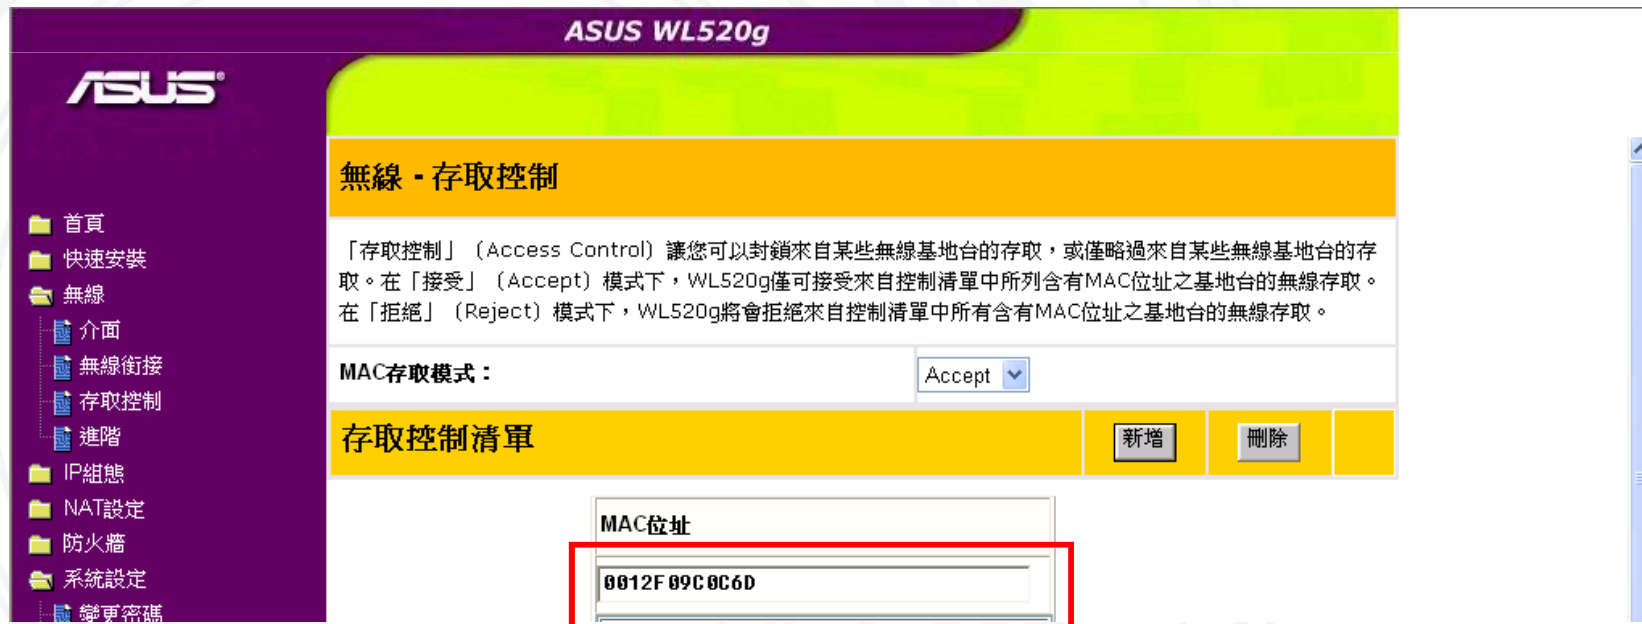 ASUS WL520g
ASUS
無線 - 存取控制
首頁
快速安裝
無線
介面
無線銜接
存取控制
進階
IP組態
NAT設定
防火牆
系統設定
變更密碼
「存取控制」（Access Control）讓您可以封鎖來自某些無線基地台的存取，或僅略過來自某些無線基地台的存
取。在「接受」（Accept）模式下，WL520g僅可接受來自控制清單中所列含有MAC位址之基地台的無線存取。
在「拒絕」（Reject）模式下，WL520g將會拒絕來自控制清單中所有含有MAC位址之基地台的無線存取。
MAC存取模式： Accept
存取控制清單 新增 刪除
MAC位址
0012F09C0C6D